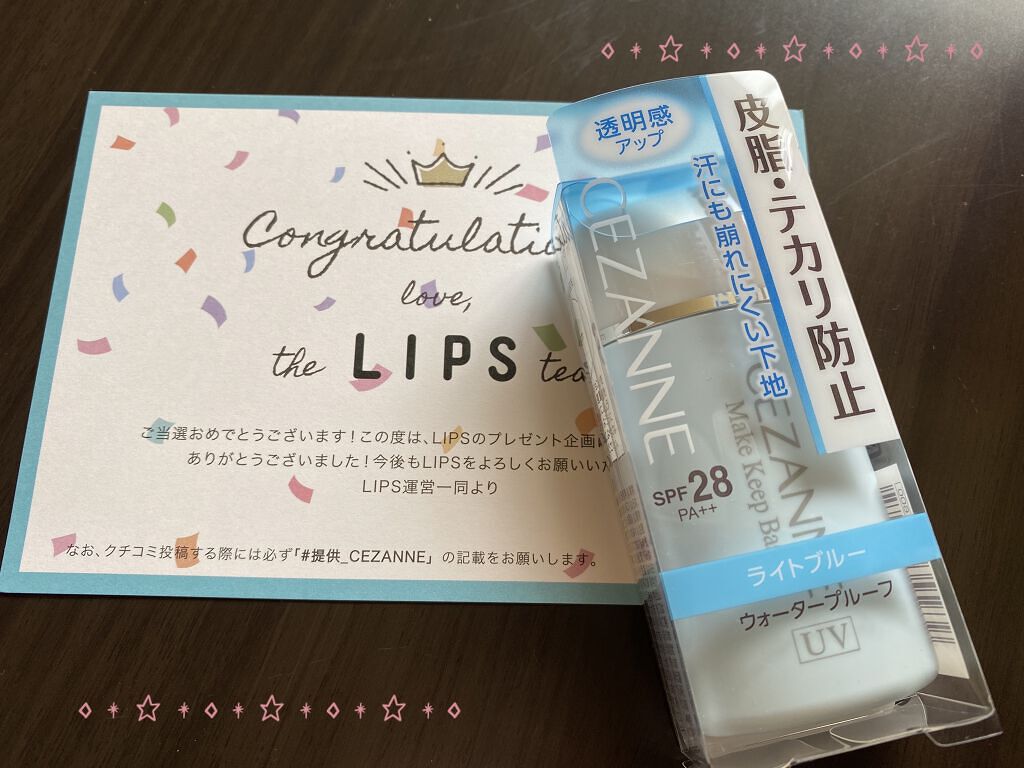 Congratulatio
love,
the LIPS tea
ご当選おめでとうございます！この度は、LIPSのプレゼント企画に
ありがとうございました！今後もLIPSをよろしくお願いい
LIPS運営一同より
なお、クチコミ投稿する際には必ず「#提供_CEZANNE」の記載をお願いします。
透明感
アップ
皮脂・テカリ防止
汗にも崩れにくい下地
CEZANNE
CEZANN
Make Keep Ba
SPF28
PA++
ライトブルー
ウォータープルーフ
UV